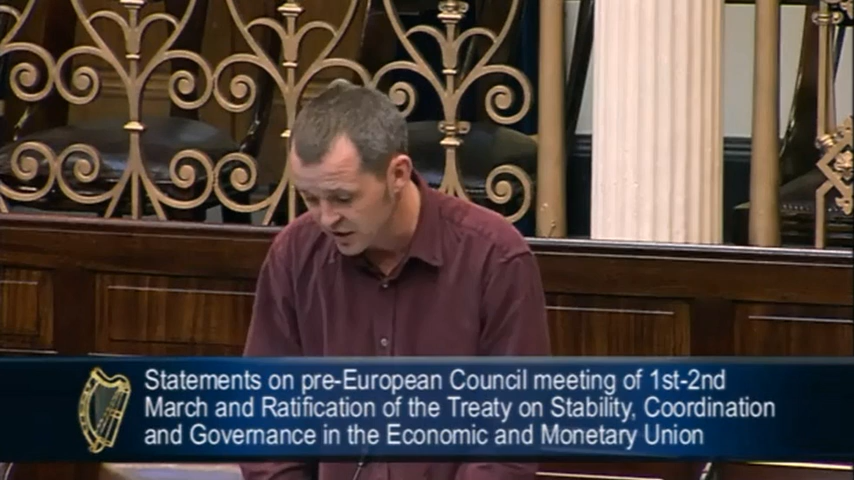 Statements on pre-European Council meeting of 1st-2nd
March and Ratification of the Treaty on Stability, Coordination
and Governance in the Economic and Monetary Union